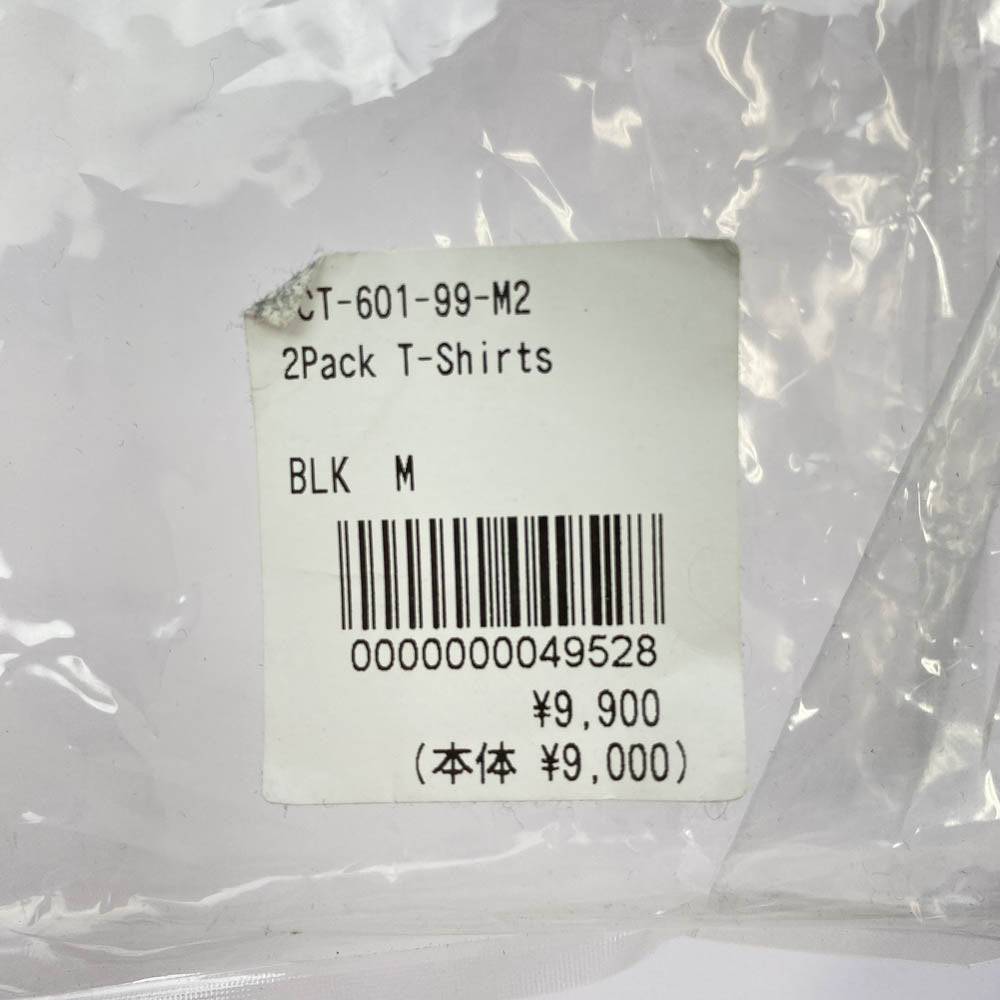 CT-601-99-M2
2Pack T-Shirts
BLK M
0000000049528
¥9,900
(本体 ¥9,000)